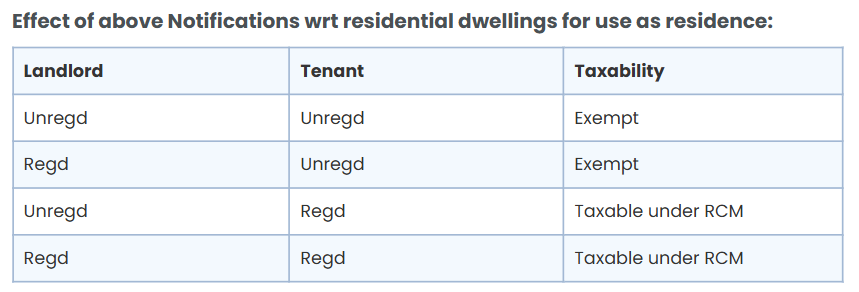 Effect of above Notifications wrt residential dwellings for use as residence:
Landlord Tenant Taxability
Unregd Unregd Exempt
Regd Unregd Exempt
Unregd Regd Taxable under RCM
Regd Regd Taxable under RCM